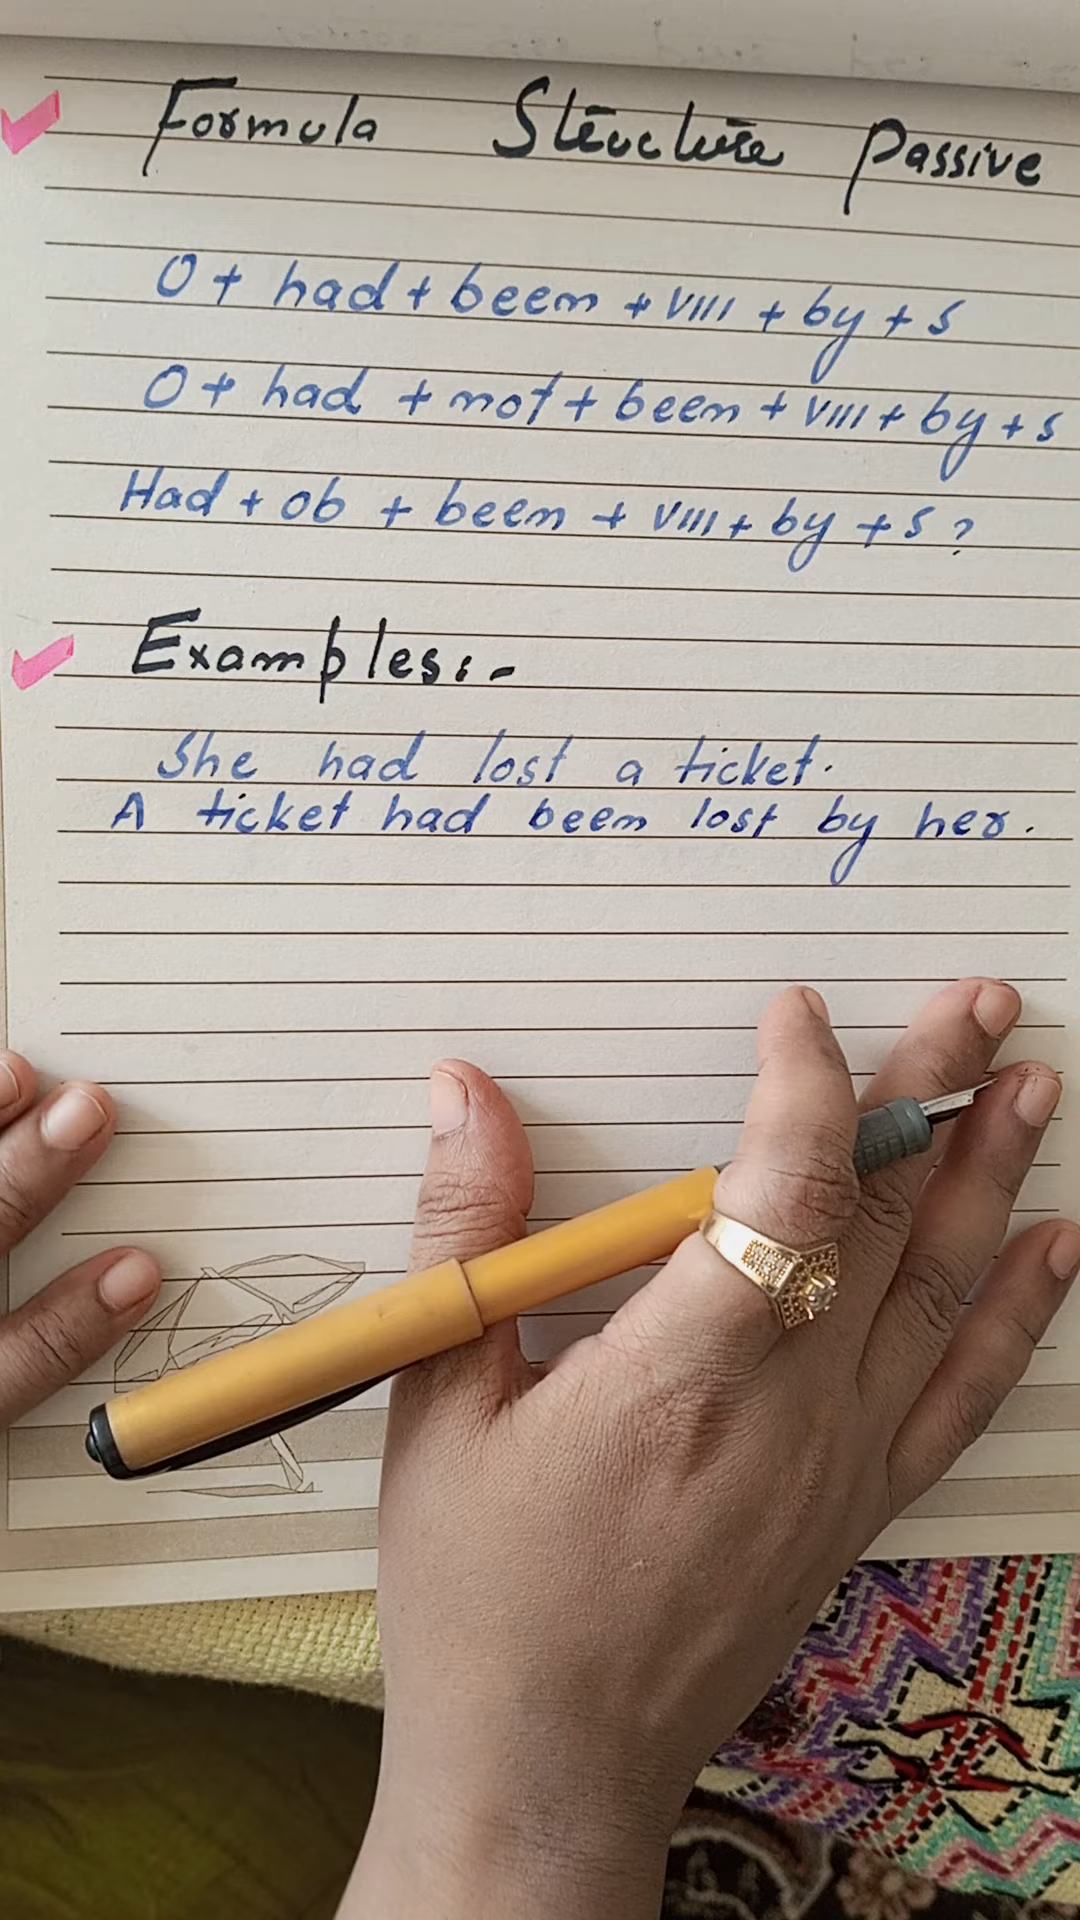 Formula Structure Passive
O + had + been + VIII + by + s
O + had + not + been + VIII + by + s
Had + ob + been + VIII + by + s ?
Examples:-
She had lost a ticket.
A ticket had been lost by her.